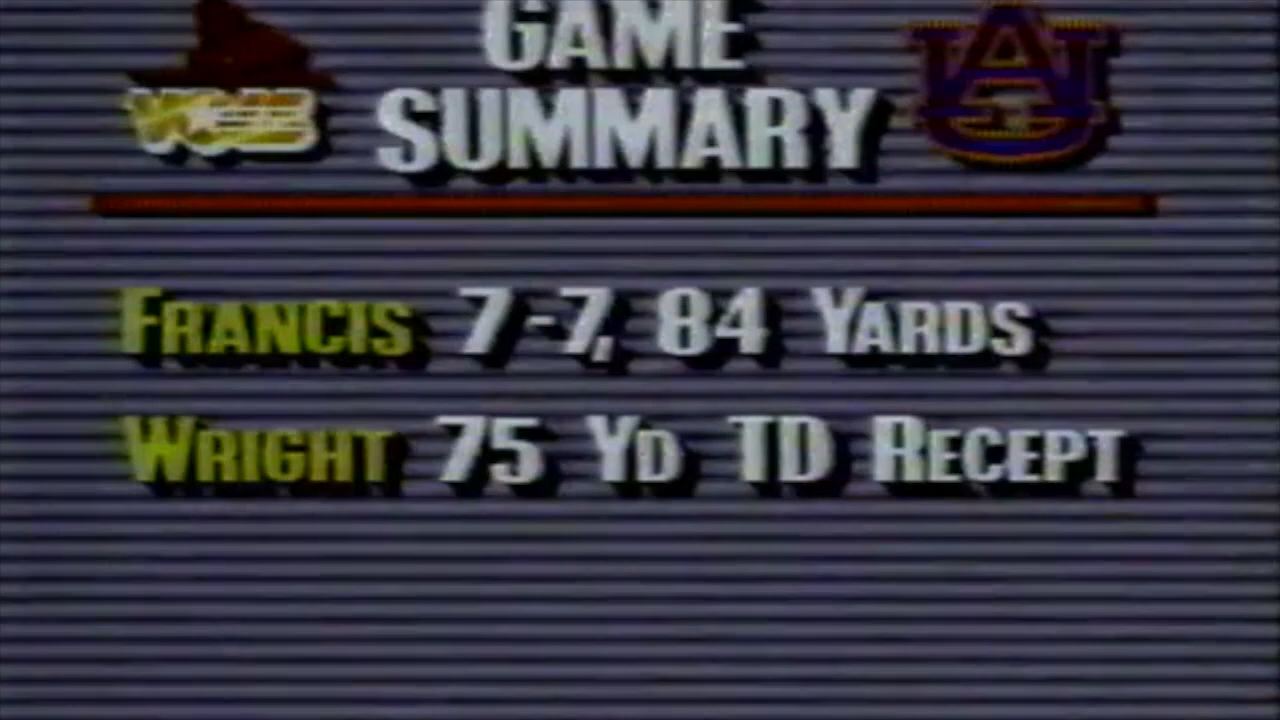 GAME
SUMMARY
FRANCIS 7-7, 84 YARDS
WRIGHT 75 YD TD RECEPT